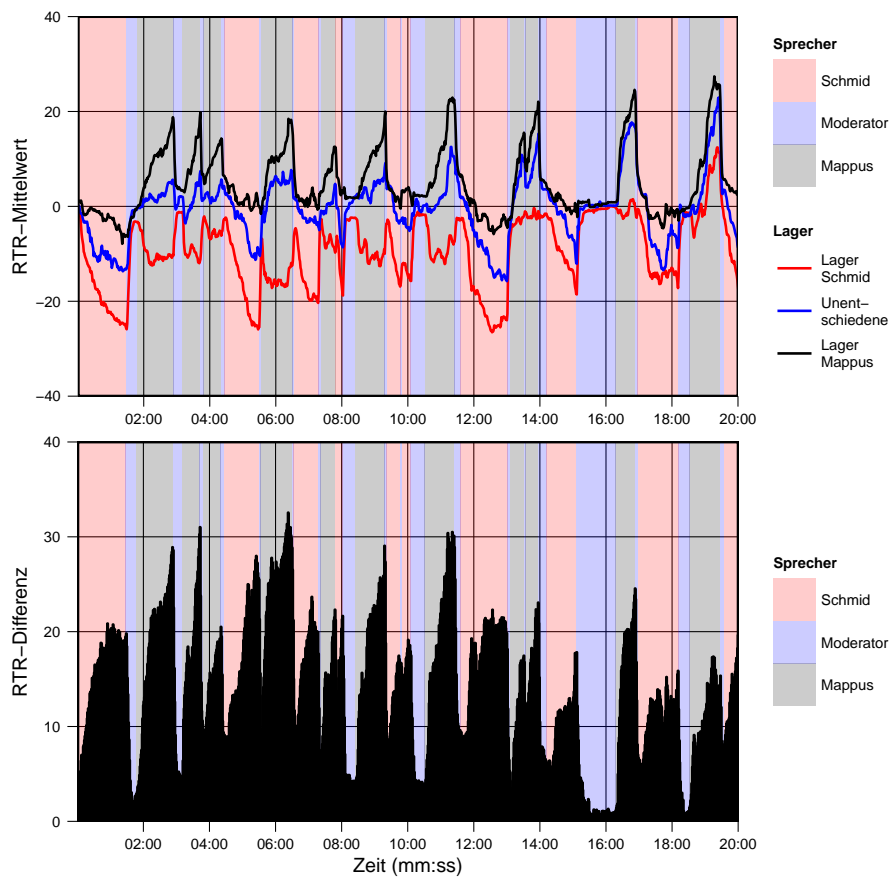 40
20
0
−20
−40
RTR−Mittelwert
02:00 04:00 06:00 08:00 10:00 12:00 14:00 16:00 18:00 20:00
Sprecher
Schmid
Moderator
Mappus
Lager
Lager
Schmid
Unent−
schiedene
Lager
Mappus
40
30
20
10
0
RTR−Differenz
02:00 04:00 06:00 08:00 10:00 12:00 14:00 16:00 18:00 20:00
Zeit (mm:ss)
Sprecher
Schmid
Moderator
Mappus